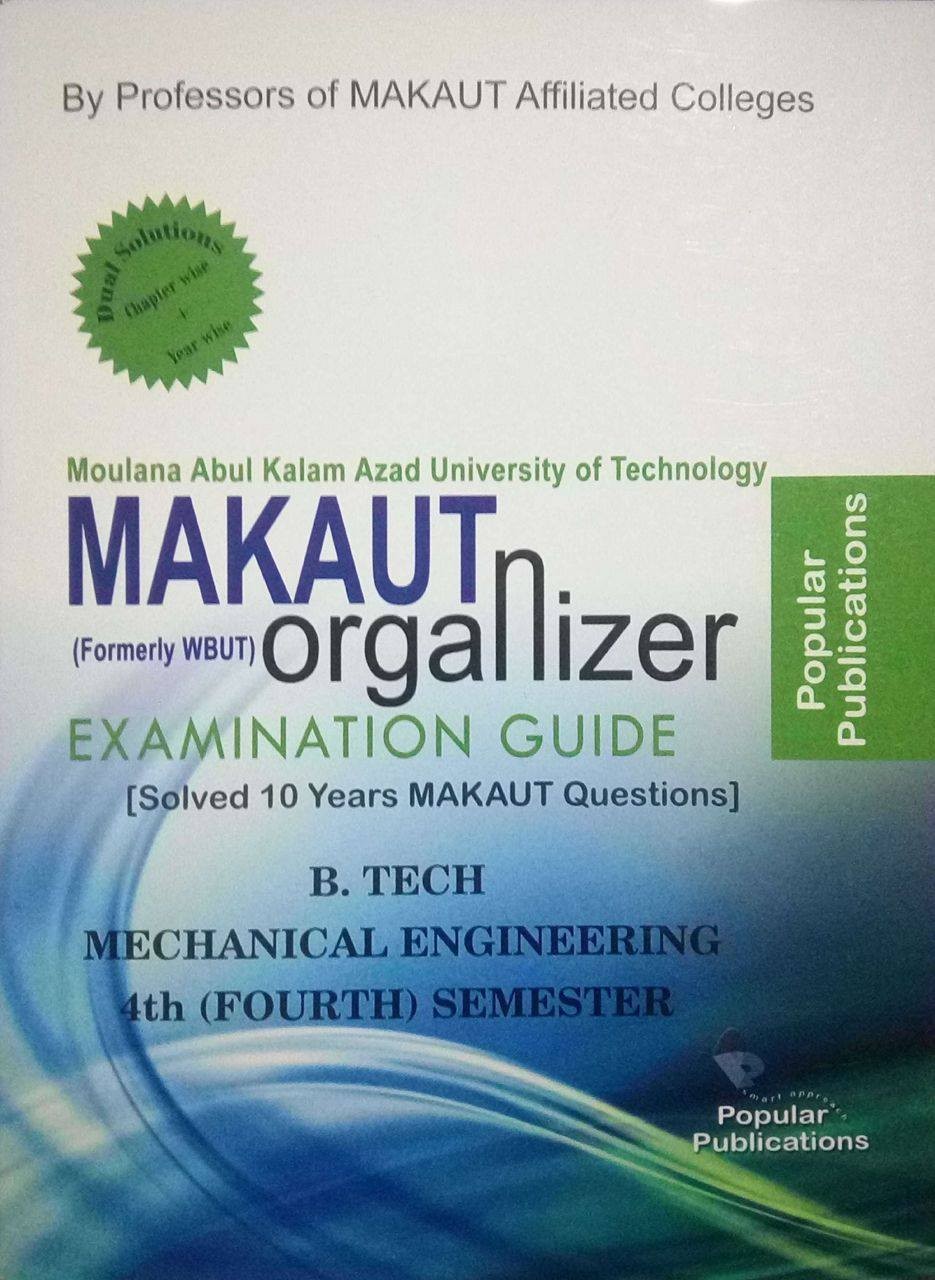 By Professors of MAKAUT Affiliated Colleges
Dual Solutions
Chapter wise
+
Year wise
Moulana Abul Kalam Azad University of Technology
MAKAUT
(Formerly WBUT)
organizer
EXAMINATION GUIDE
[Solved 10 Years MAKAUT Questions]
Popular
Publications
B. TECH
MECHANICAL ENGINEERING
4th (FOURTH) SEMESTER
smart approach
Popular
Publications